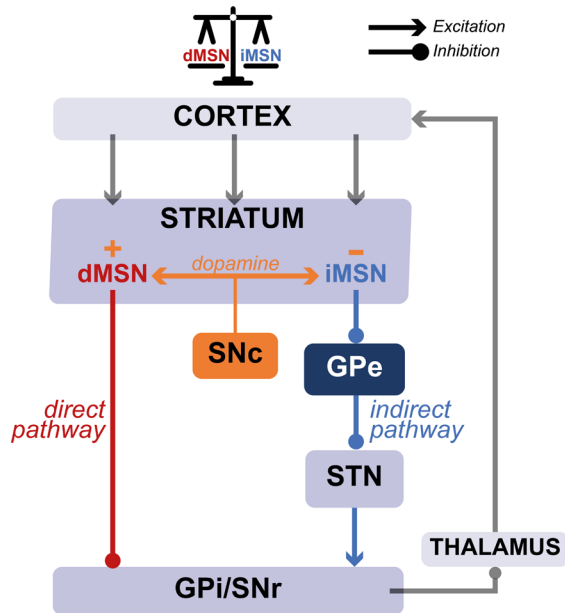 dMSN iMSN
Excitation
Inhibition
CORTEX
STRIATUM
+
−
dMSN
dopamine
iMSN
SNc
GPe
direct
pathway
indirect
pathway
STN
THALAMUS
GPi/SNr